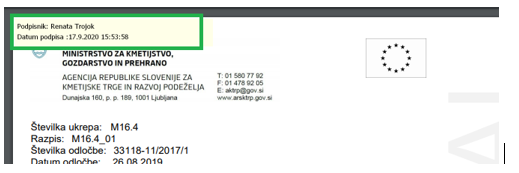 Podpisnik: Renata Trojok
Datum podpisa :17.9.2020 15:53:58
MINISTRSTVO ZA KMETIJSTVO,
GOZDARSTVO IN PREHRANO
AGENCIJA REPUBLIKE SLOVENIJE ZA
KMETIJSKE TRGE IN RAZVOJ PODEŽELJA
Dunajska 160, p. p. 189, 1001 Ljubljana
T: 01 580 77 92
F: 01 478 92 05
E: aktrp@gov.si
www.arsktrp.gov.si
Številka ukrepa: M16.4
Razpis: M16.4_01
Številka odločbe: 33118-11/2017/1
Datum odločbe: 26.08.2019